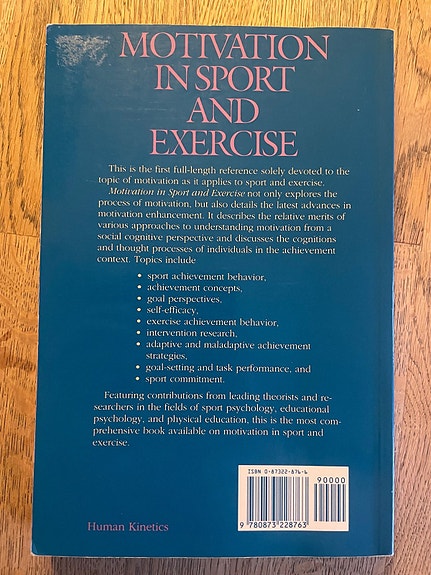 MOTIVATION
IN SPORT
AND
EXERCISE
This is the first full-length reference solely devoted to the
topic of motivation as it applies to sport and exercise.
Motivation in Sport and Exercise not only explores the
process of motivation, but also details the latest advances in
motivation enhancement. It describes the relative merits of
various approaches to understanding motivation from a
social cognitive perspective and discusses the cognitions
and thought processes of individuals in the achievement
context. Topics include
• sport achievement behavior,
• achievement concepts,
• goal perspectives,
• self-efficacy,
• exercise achievement behavior,
• intervention research,
• adaptive and maladaptive achievement
strategies,
• goal-setting and task performance, and
• sport commitment.
Featuring contributions from leading theorists and re-
searchers in the fields of sport psychology, educational
psychology, and physical education, this is the most com-
prehensive book available on motivation in sport and
exercise.
ISBN 0-87322-876-6
90000
9 780873 228763
Human Kinetics